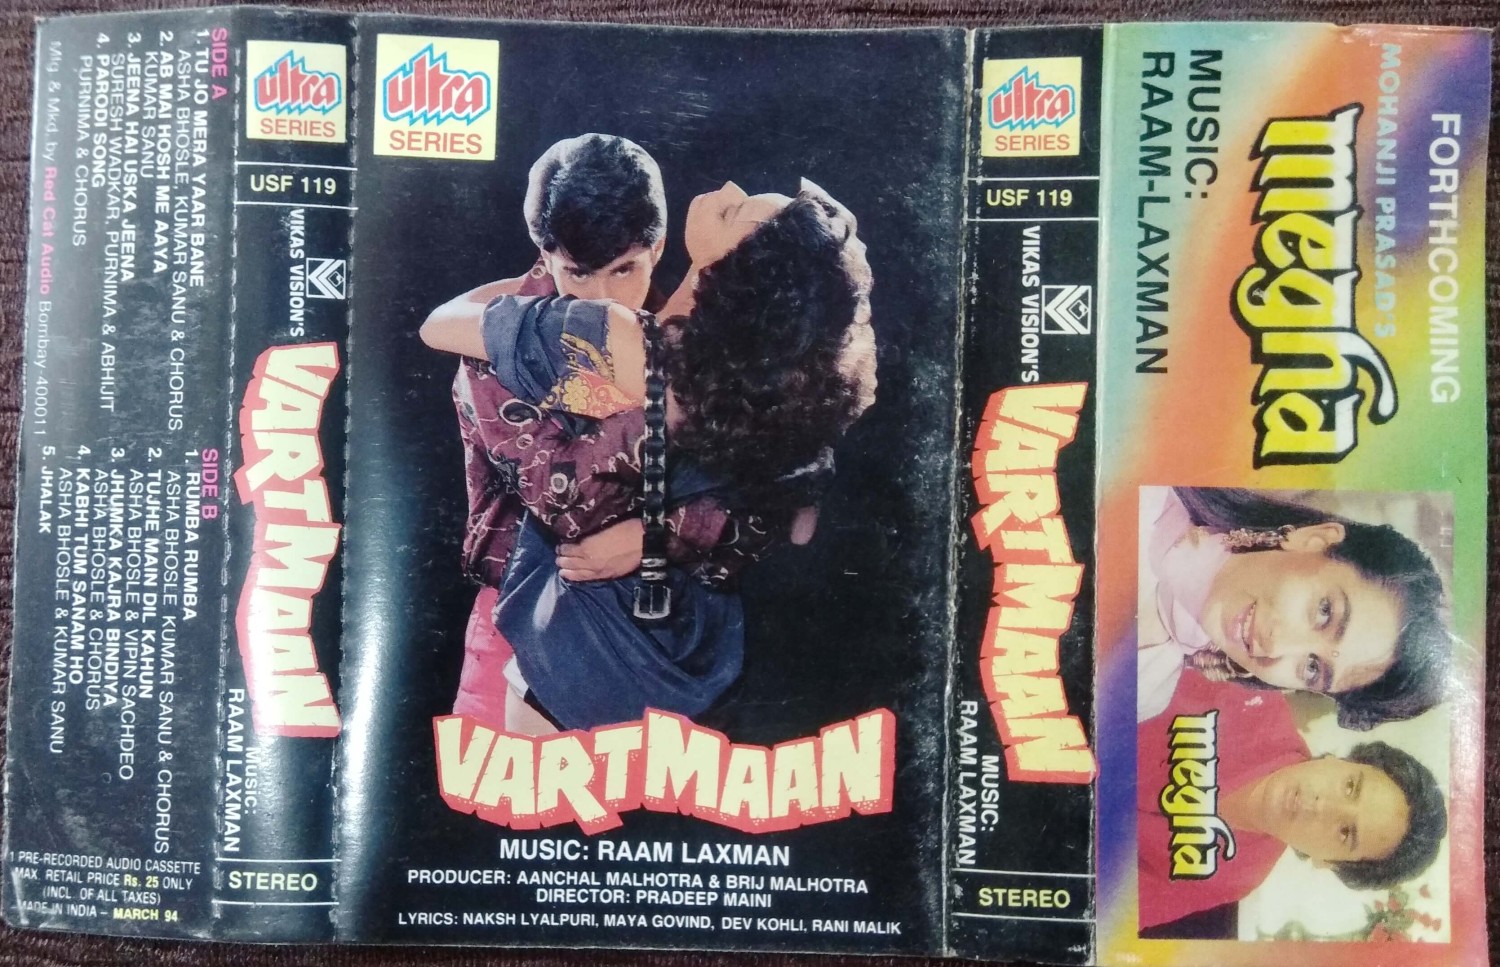 SIDE A
1. TU JO MERA YAAR BANE
ASHA BHOSLE, KUMAR SANU & CHORUS
2. AB MAI HOSH ME AAYA
KUMAR SANU
3. JEENA HAI USKA JEENA
SURESH WADKAR, PURNIMA & ABHIJIT
4. PARODI SONG
PURNIMA & CHORUS
Mfg & Mkd. by Red Cat Audio Bombay-400011
SIDE B
1. RUMBA RUMBA
ASHA BHOSLE, KUMAR SANU & CHORUS
2. TUJHE MAIN DIL KAHUN
ASHA BHOSLE & VIPIN SACHDEO
3. JHUMKA KAJRA BINDIYA
ASHA BHOSLE & CHORUS
4. KABHI TUM SANAM HO
ASHA BHOSLE & KUMAR SANU
5. JHALAK
1 PRE-RECORDED AUDIO CASSETTE
MAX. RETAIL PRICE Rs. 25 ONLY
(INCL. OF ALL TAXES)
MADE IN INDIA – MARCH 94
ultra
SERIES
USF 119
VIKAS VISION'S
VARTMAAN
MUSIC:
RAAM LAXMAN
STEREO
ultra
SERIES
VARTMAAN
MUSIC: RAAM LAXMAN
PRODUCER: AANCHAL MALHOTRA & BRIJ MALHOTRA
DIRECTOR: PRADEEP MAINI
LYRICS: NAKSH LYALPURI, MAYA GOVIND, DEV KOHLI, RANI MALIK
ultra
SERIES
USF 119
VIKAS VISION'S
VARTMAAN
MUSIC:
RAAM LAXMAN
STEREO
FORTHCOMING
MOHANJI PRASAD'S
megha
MUSIC:
RAAM-LAXMAN
megha